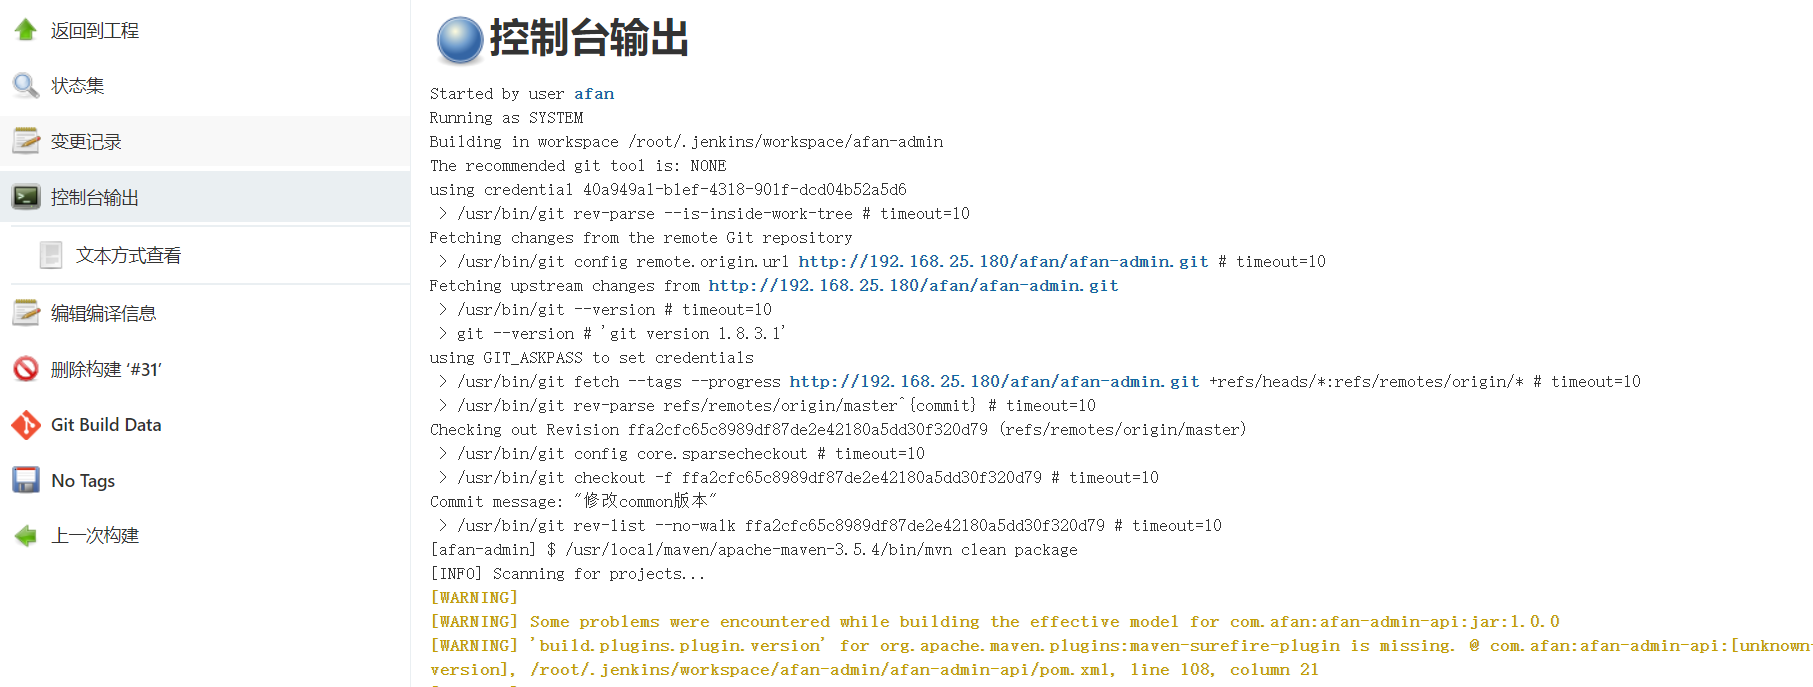 返回到工程
状态集
变更记录
控制台输出
文本方式查看
编辑编译信息
删除构建 ‘#31’
Git Build Data
No Tags
上一次构建
控制台输出
Started by user afan
Running as SYSTEM
Building in workspace /root/.jenkins/workspace/afan-admin
The recommended git tool is: NONE
using credential 40a949a1-b1ef-4318-901f-dcd04b52a5d6
> /usr/bin/git rev-parse --is-inside-work-tree # timeout=10
Fetching changes from the remote Git repository
> /usr/bin/git config remote.origin.url http://192.168.25.180/afan/afan-admin.git # timeout=10
Fetching upstream changes from http://192.168.25.180/afan/afan-admin.git
> /usr/bin/git --version # timeout=10
> git --version # 'git version 1.8.3.1'
using GIT_ASKPASS to set credentials
> /usr/bin/git fetch --tags --progress http://192.168.25.180/afan/afan-admin.git +refs/heads/*:refs/remotes/origin/* # timeout=10
> /usr/bin/git rev-parse refs/remotes/origin/master^{commit} # timeout=10
Checking out Revision ffa2cfc65c8989df87de2e42180a5dd30f320d79 (refs/remotes/origin/master)
> /usr/bin/git config core.sparsecheckout # timeout=10
> /usr/bin/git checkout -f ffa2cfc65c8989df87de2e42180a5dd30f320d79 # timeout=10
Commit message: "修改common版本"
> /usr/bin/git rev-list --no-walk ffa2cfc65c8989df87de2e42180a5dd30f320d79 # timeout=10
[afan-admin] $ /usr/local/maven/apache-maven-3.5.4/bin/mvn clean package
[INFO] Scanning for projects...
[WARNING]
[WARNING] Some problems were encountered while building the effective model for com.afan:afan-admin-api:jar:1.0.0
[WARNING] 'build.plugins.plugin.version' for org.apache.maven.plugins:maven-surefire-plugin is missing. @ com.afan:afan-admin-api:[unknown-
version], /root/.jenkins/workspace/afan-admin/afan-admin-api/pom.xml, line 108, column 21